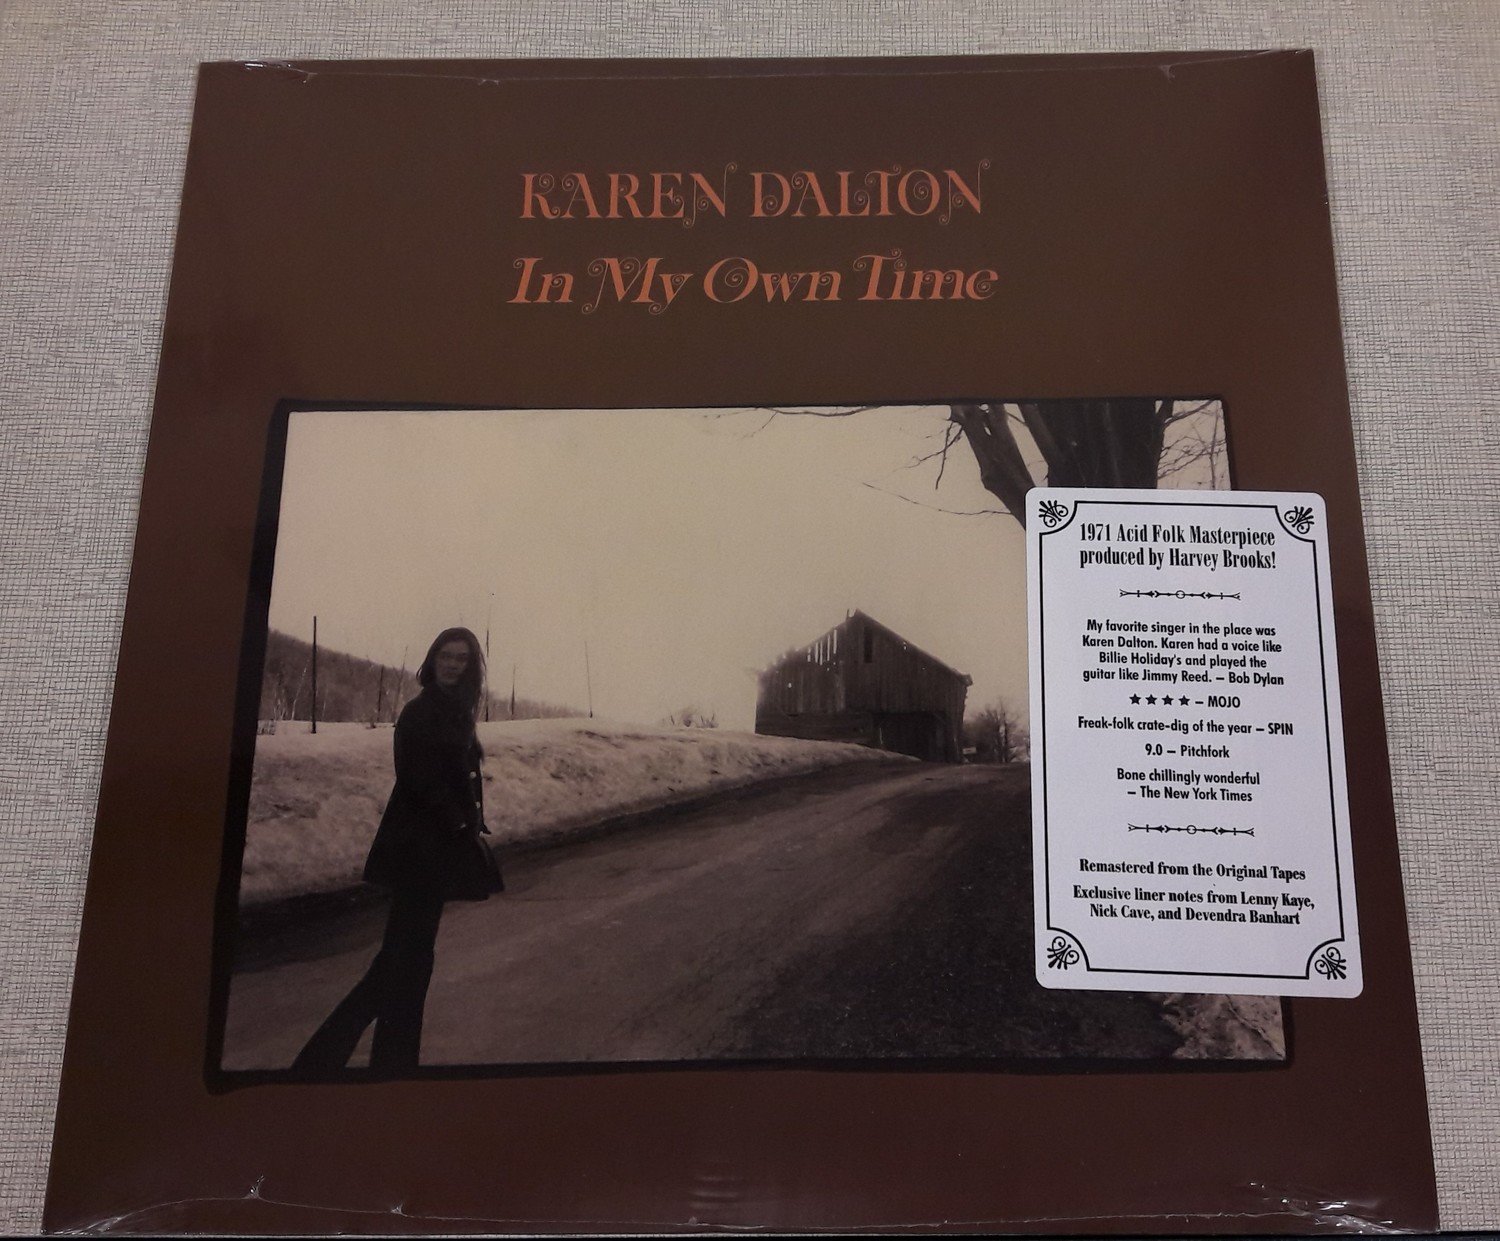 KAREN DALTON
In My Own Time
1971 Acid Folk Masterpiece
produced by Harvey Brooks!
My favorite singer in the place was
Karen Dalton. Karen had a voice like
Billie Holiday's and played the
guitar like Jimmy Reed. – Bob Dylan
★★★★ – MOJO
Freak-folk crate-dig of the year – SPIN
9.0 – Pitchfork
Bone chillingly wonderful
– The New York Times
Remastered from the Original Tapes
Exclusive liner notes from Lenny Kaye,
Nick Cave, and Devendra Banhart